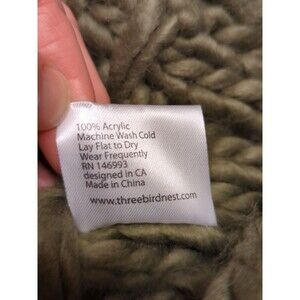 100% Acrylic
Machine Wash Cold
Lay Flat to Dry
Wear Frequently
RN 146993
designed in CA
Made in China
www.threebirdnest.com